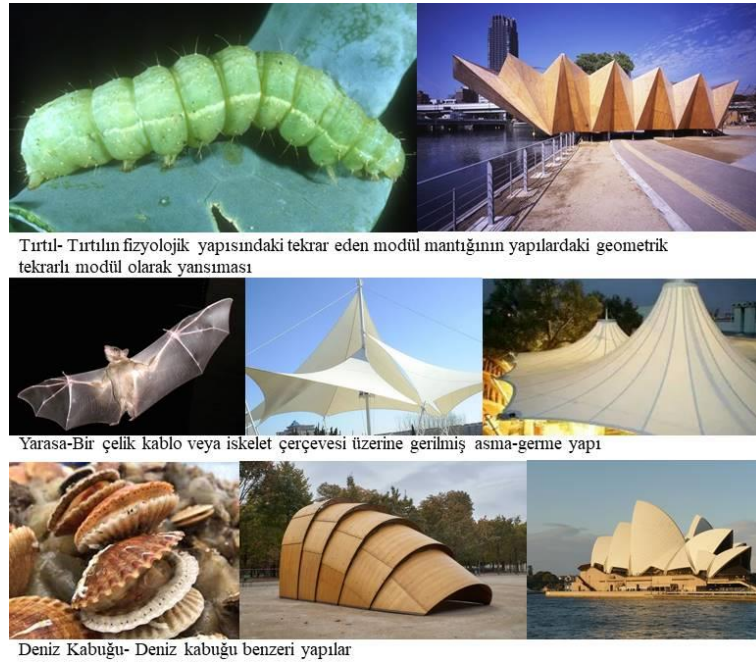 Tırtıl- Tırtılın fizyolojik yapısındaki tekrar eden modül mantığının yapılardaki geometrik
tekrarlı modül olarak yansıması
Yarasa-Bir çelik kablo veya iskelet çerçevesi üzerine gerilmiş asma-germe yapı
Deniz Kabuğu- Deniz kabuğu benzeri yapılar